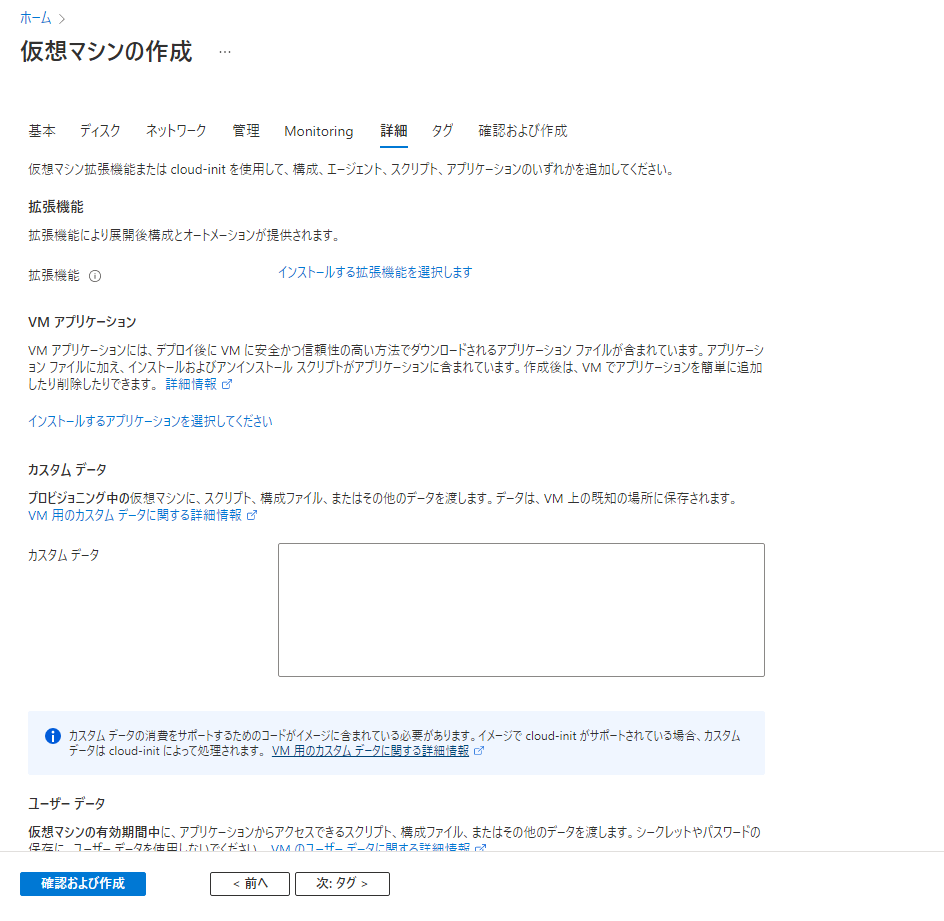 ホーム >
仮想マシンの作成 …
基本 ディスク ネットワーク 管理 Monitoring 詳細 タグ 確認および作成
仮想マシン拡張機能または cloud-init を使用して、構成、エージェント、スクリプト、アプリケーションのいずれかを追加してください。
拡張機能
拡張機能により展開後構成とオートメーションが提供されます。
拡張機能 インストールする拡張機能を選択します
VM アプリケーション
VM アプリケーションには、デプロイ後に VM に安全かつ信頼性の高い方法でダウンロードされるアプリケーション ファイルが含まれています。アプリケーシ
ョン ファイルに加え、インストールおよびアンインストール スクリプトがアプリケーションに含まれています。作成後は、VM でアプリケーションを簡単に追加
したり削除したりできます。 詳細情報
インストールするアプリケーションを選択してください
カスタム データ
プロビジョニング中の仮想マシンに、スクリプト、構成ファイル、またはその他のデータを渡します。データは、VM 上の既知の場所に保存されます。
VM 用のカスタム データに関する詳細情報
カスタム データ
カスタム データの消費をサポートするためのコードがイメージに含まれている必要があります。イメージで cloud-init がサポートされている場合、カスタム
データは cloud-init によって処理されます。 VM 用のカスタム データに関する詳細情報
ユーザー データ
仮想マシンの有効期間中に、アプリケーションからアクセスできるスクリプト、構成ファイル、またはその他のデータを渡します。シークレットやパスワードの
保存に、ユーザー データを使用しないでください。 VM のユーザー データに関する詳細情報
確認および作成 < 前へ 次: タグ >